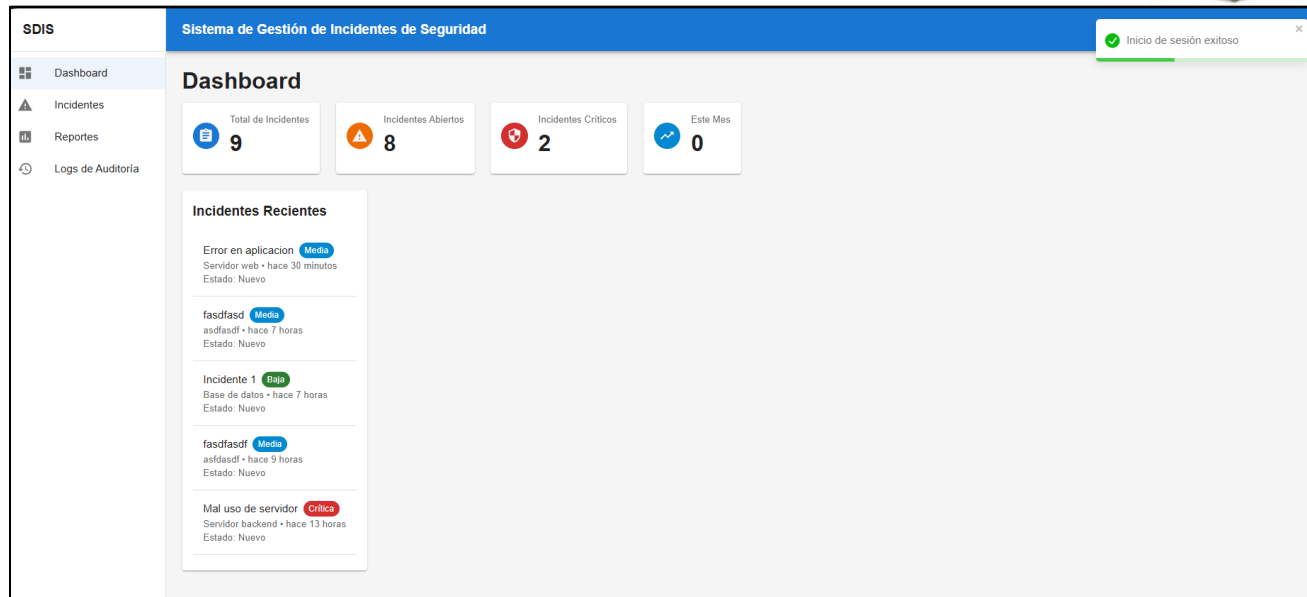 SDIS
Sistema de Gestión de Incidentes de Seguridad
Inicio de sesión exitoso
Dashboard
Incidentes
Reportes
Logs de Auditoría
Dashboard
Total de Incidentes
9
Incidentes Abiertos
8
Incidentes Críticos
2
Este Mes
0
Incidentes Recientes
Error en aplicacion Media
Servidor web • hace 30 minutos
Estado: Nuevo
fasdfasd Media
asdfasdf • hace 7 horas
Estado: Nuevo
Incidente 1 Baja
Base de datos • hace 7 horas
Estado: Nuevo
fasdfasdf Media
asfdasdf • hace 9 horas
Estado: Nuevo
Mal uso de servidor Crítica
Servidor backend • hace 13 horas
Estado: Nuevo